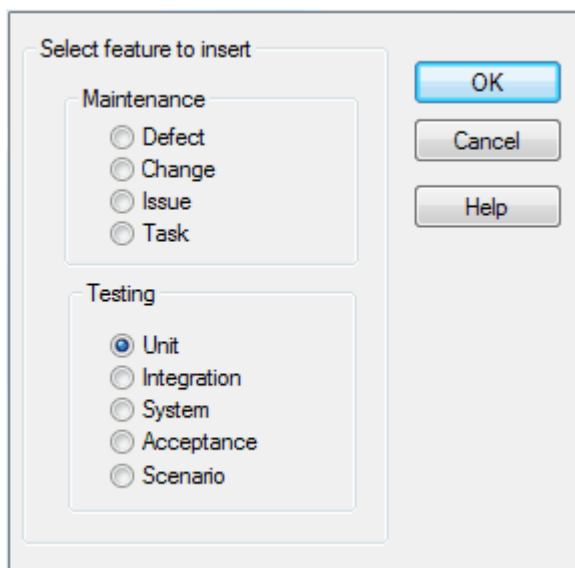 Select feature to insert
Maintenance
Defect
Change
Issue
Task
Testing
Unit
Integration
System
Acceptance
Scenario
OK
Cancel
Help